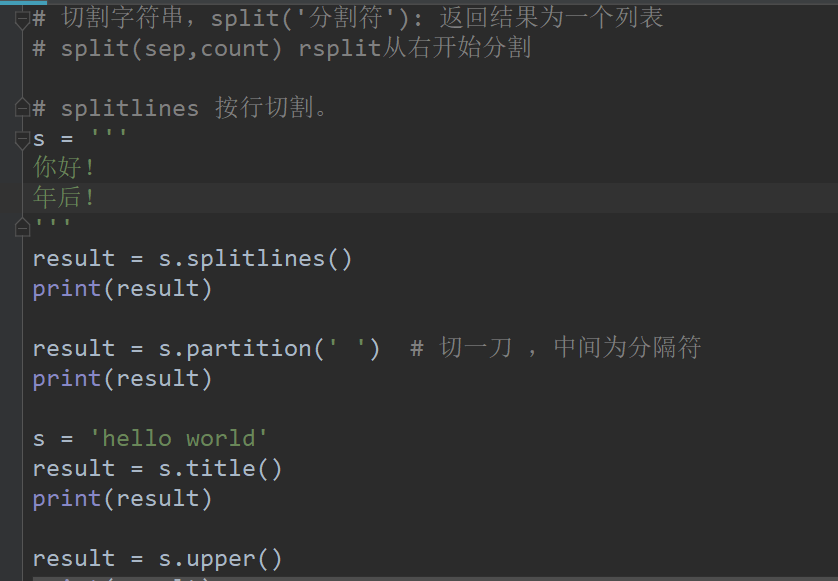 # 切割字符串，split('分割符'): 返回结果为一个列表
# split(sep,count) rsplit从右开始分割
# splitlines 按行切割。
s = '''
你好!
年后!
'''
result = s.splitlines()
print(result)
result = s.partition(' ')  # 切一刀 ，中间为分隔符
print(result)
s = 'hello world'
result = s.title()
print(result)
result = s.upper()